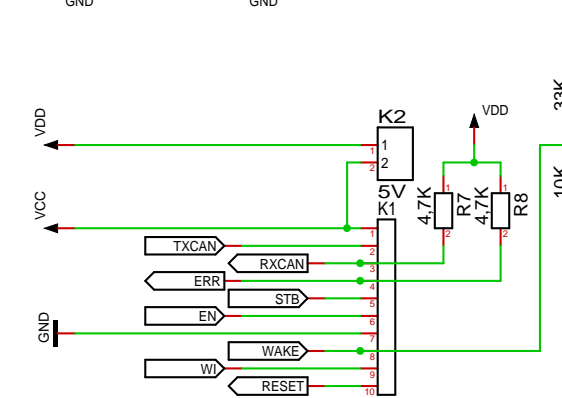 GND
GND
VDD
K2
1
1
2
2
VDD
33K
10K
VCC
5V
K1
4,7K
1
2
R7
4,7K
1
2
R8
TXCAN
RXCAN
ERR
STB
EN
GND
WAKE
WI
RESET
1
2
3
4
5
6
7
8
9
10